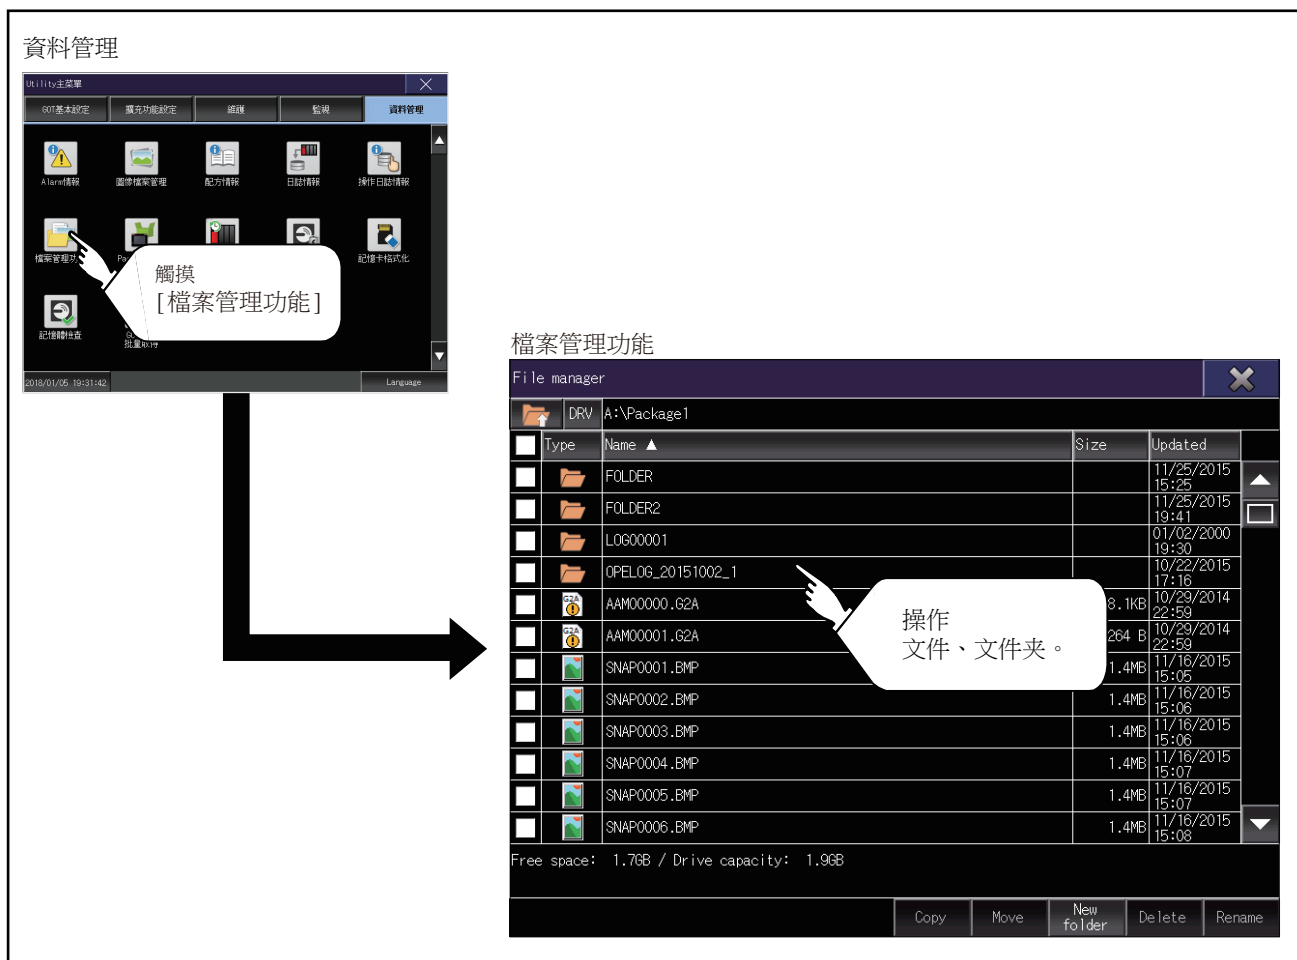 資料管理
Utility主菜單
GOT基本設定 擴充功能設定 維護 監視 資料管理
Alarm情報 圖像檔案管理 配方情報 日誌情報 操作日誌情報
檔案管理功 記憶卡格式化
觸摸
[檔案管理功能]
記憶體檢查
批量取得
2018/01/05 19:31:42 Language
檔案管理功能
File manager
DRV A:\Package1
Type Name ▲ Size Updated
FOLDER 11/25/2015 15:25
FOLDER2 11/25/2015 19:41
LOG00001 01/02/2000 19:30
OPELOG_20151002_1 10/22/2015 17:16
AAM00000.G2A 8.1KB 10/29/2014 22:59
AAM00001.G2A 264 B 10/29/2014 22:59
SNAP0001.BMP 1.4MB 11/16/2015 15:05
SNAP0002.BMP 1.4MB 11/16/2015 15:06
SNAP0003.BMP 1.4MB 11/16/2015 15:06
SNAP0004.BMP 1.4MB 11/16/2015 15:07
SNAP0005.BMP 1.4MB 11/16/2015 15:07
SNAP0006.BMP 1.4MB 11/16/2015 15:08
操作
文件、文件夹。
Free space: 1.7GB / Drive capacity: 1.9GB
Copy Move New folder Delete Rename